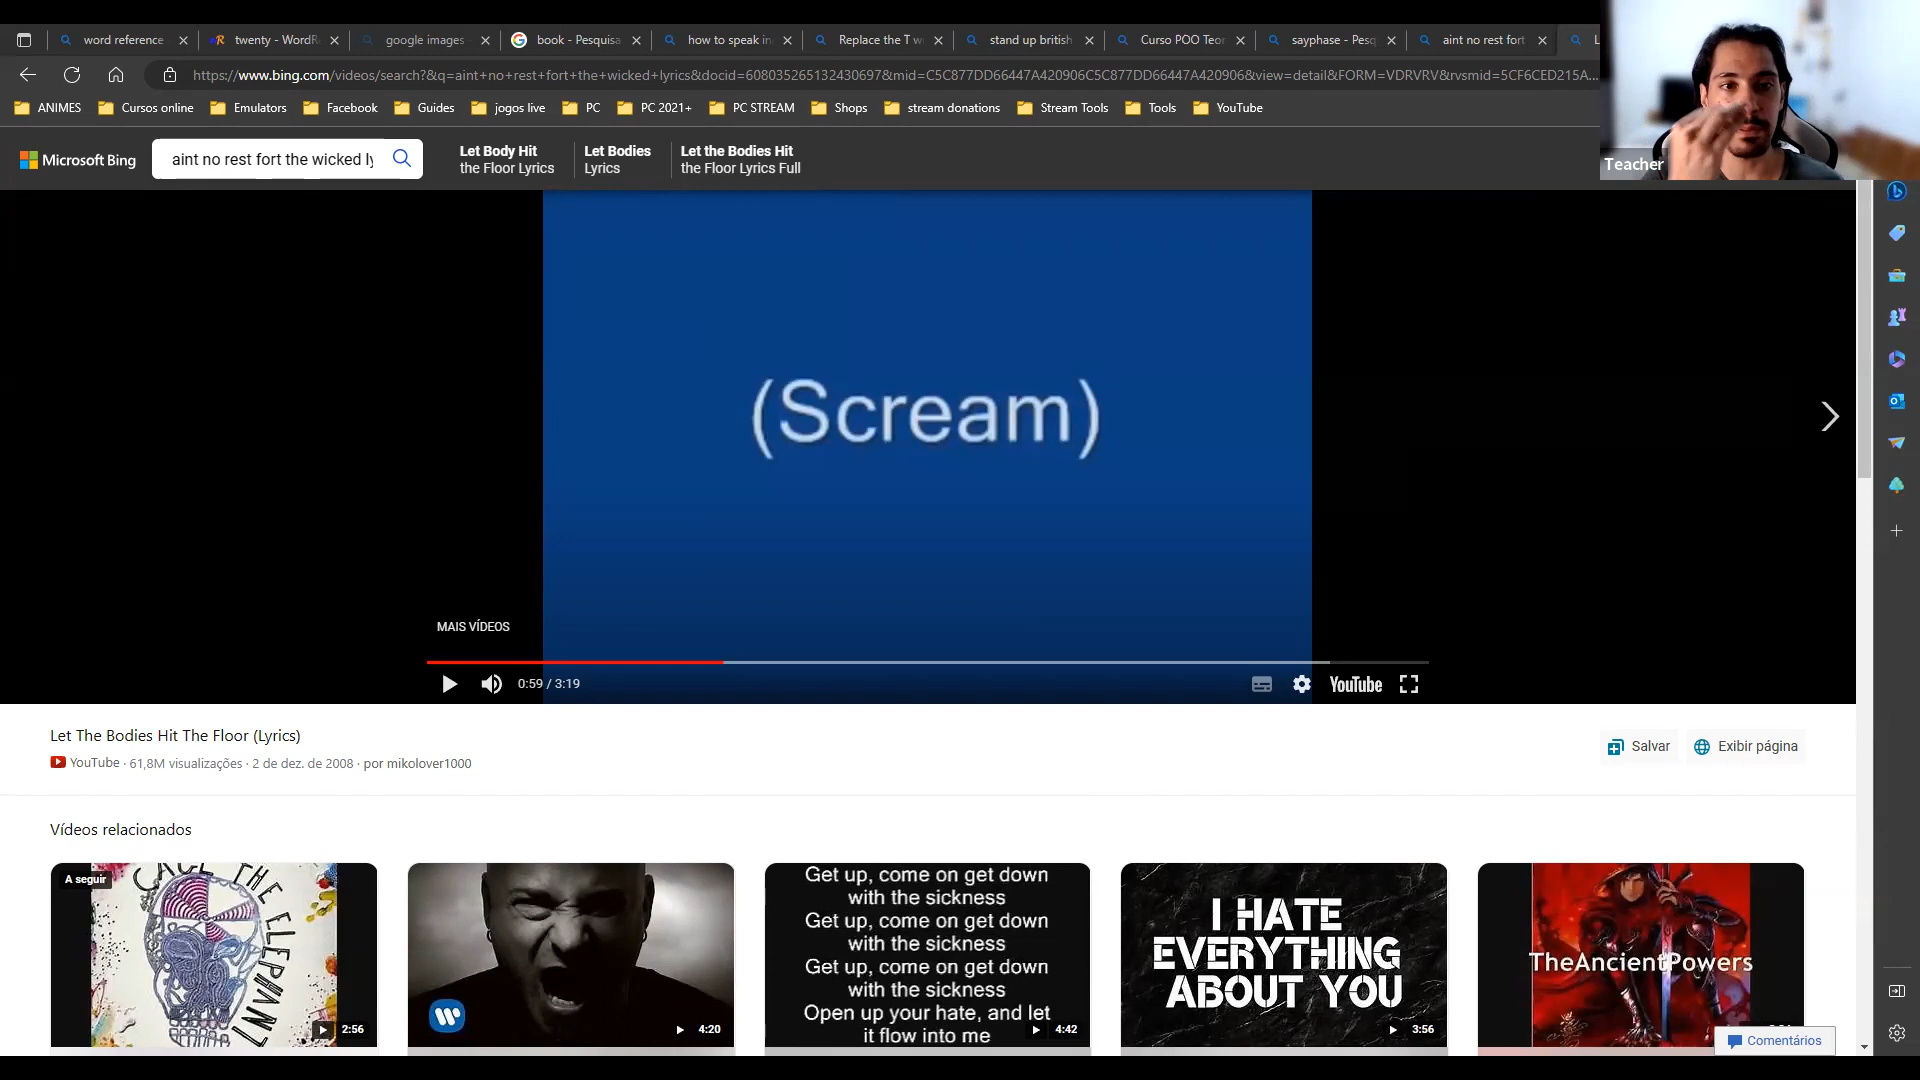 word reference
twenty - WordR
google images -
book - Pesquisa
how to speak in
Replace the T w
stand up british
Curso POO Teor
sayphase - Pesq
aint no rest fort
L
https://www.bing.com/videos/search?&q=aint+no+rest+fort+the+wicked+lyrics&docid=608035265132430697&mid=C5C877DD66447A420906C5C877DD66447A420906&view=detail&FORM=VDRVRV&rvsmid=5CF6CED215A...
ANIMES
Cursos online
Emulators
Facebook
Guides
jogos live
PC
PC 2021+
PC STREAM
Shops
stream donations
Stream Tools
Tools
YouTube
Microsoft Bing
aint no rest fort the wicked ly
Let Body Hit
the Floor Lyrics
Let Bodies
Lyrics
Let the Bodies Hit
the Floor Lyrics Full
Teacher
(Scream)
MAIS VÍDEOS
0:59 / 3:19
YouTube
Let The Bodies Hit The Floor (Lyrics)
YouTube · 61,8M visualizações · 2 de dez. de 2008 · por mikolover1000
Salvar
Exibir página
Vídeos relacionados
A seguir
CAGE THE ELEPHANT
2:56
4:20
Get up, come on get down
with the sickness
Get up, come on get down
with the sickness
Get up, come on get down
with the sickness
Open up your hate, and let
it flow into me
4:42
I HATE
EVERYTHING
ABOUT YOU
3:56
TheAncientPowers
Comentários